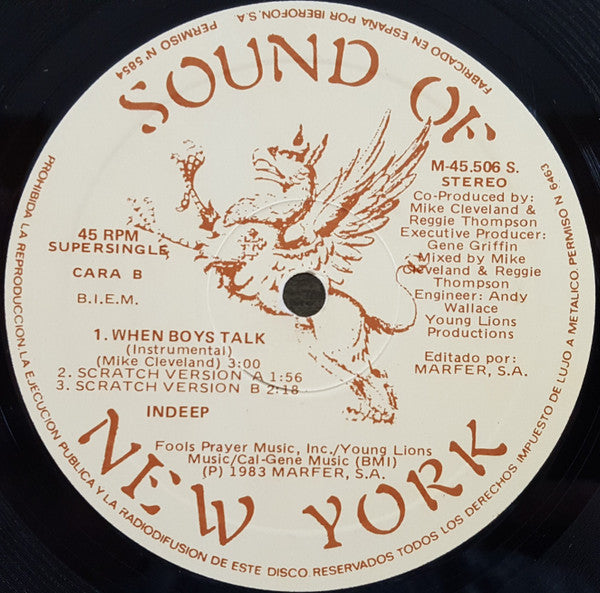 SOUND OF
NEW YORK
PERMISO Nº 5854
FABRICADO EN ESPAÑA POR IBEROFON, S.A.
M-45.506 S.
STEREO
Co-Produced by:
Mike Cleveland &
Reggie Thompson
Executive Producer:
Gene Griffin
Mixed by Mike
Cleveland & Reggie
Thompson
Engineer: Andy
Wallace
Young Lions
Productions
Editado por:
MARFER, S.A.
45 RPM
SUPERSINGLE
CARA B
B.I.E.M.
1. WHEN BOYS TALK
(Instrumental)
(Mike Cleveland) 3:00
2. SCRATCH VERSION A 1:56
3. SCRATCH VERSION B 2:18
INDEEP
Fools Prayer Music, Inc./Young Lions
Music/Cal-Gene Music (BMI)
(P) 1983 MARFER, S.A.
PROHIBIDA LA REPRODUCCION, LA EJECUCION PUBLICA Y LA RADIODIFUSION DE ESTE DISCO. RESERVADOS TODOS LOS DERECHOS. IMPUESTO DE LUJO A METALICO. PERMISO N 6463